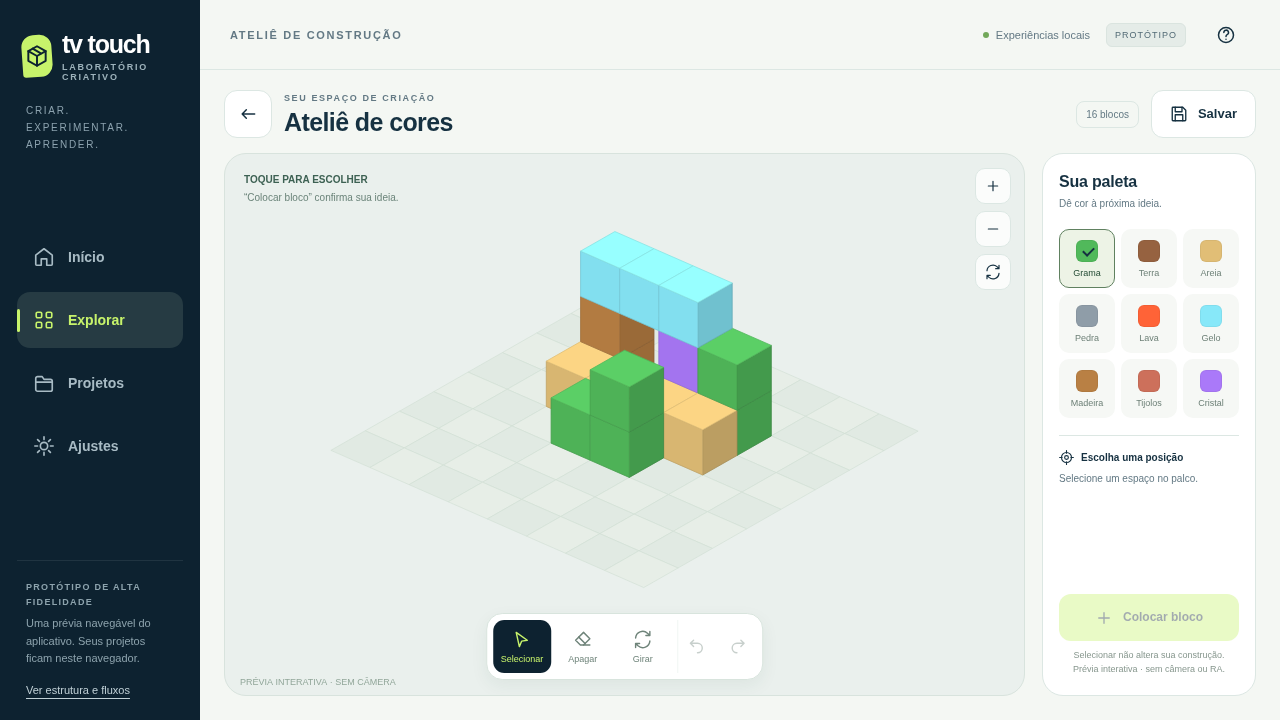 tv touch
LABORATÓRIO
CRIATIVO
CRIAR.
EXPERIMENTAR.
APRENDER.
Início
Explorar
Projetos
Ajustes
PROTÓTIPO DE ALTA
FIDELIDADE
Uma prévia navegável do
aplicativo. Seus projetos
ficam neste navegador.
Ver estrutura e fluxos
ATELIÊ DE CONSTRUÇÃO
Experiências locais
PROTÓTIPO
SEU ESPAÇO DE CRIAÇÃO
Ateliê de cores
16 blocos
Salvar
TOQUE PARA ESCOLHER
“Colocar bloco” confirma sua ideia.
Selecionar
Apagar
Girar
PRÉVIA INTERATIVA · SEM CÂMERA
Sua paleta
Dê cor à próxima ideia.
Grama
Terra
Areia
Pedra
Lava
Gelo
Madeira
Tijolos
Cristal
Escolha uma posição
Selecione um espaço no palco.
Colocar bloco
Selecionar não altera sua construção.
Prévia interativa · sem câmera ou RA.